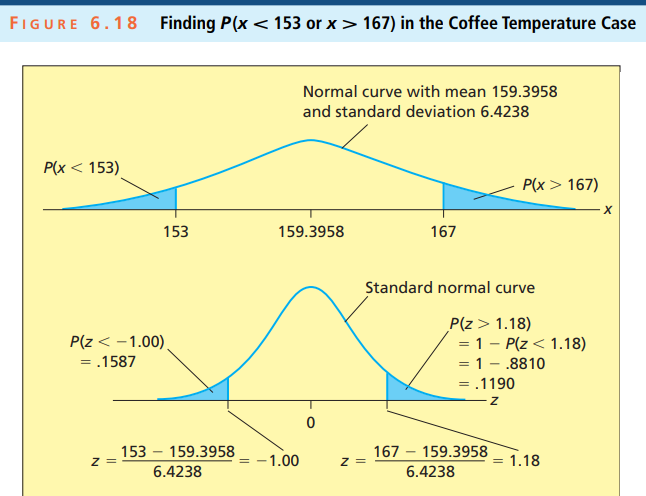 FIGURE 6.18 Finding P(x < 153 or x > 167) in the Coffee Temperature Case
Normal curve with mean 159.3958
and standard deviation 6.4238
P(x < 153)
P(x > 167)
x
153
159.3958
167
Standard normal curve
P(z < −1.00)
= .1587
P(z > 1.18)
= 1 − P(z < 1.18)
= 1 − .8810
= .1190
z
0
z = 153 − 159.3958 / 6.4238 = −1.00
z = 167 − 159.3958 / 6.4238 = 1.18